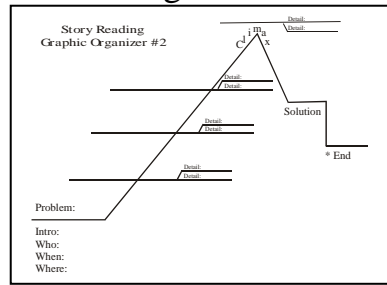 Story Reading
Graphic Organizer #2
Detail:
Detail:
Climax
Detail:
Detail:
Solution
Detail:
Detail:
* End
Detail:
Detail:
Problem:
Intro:
Who:
When:
Where: